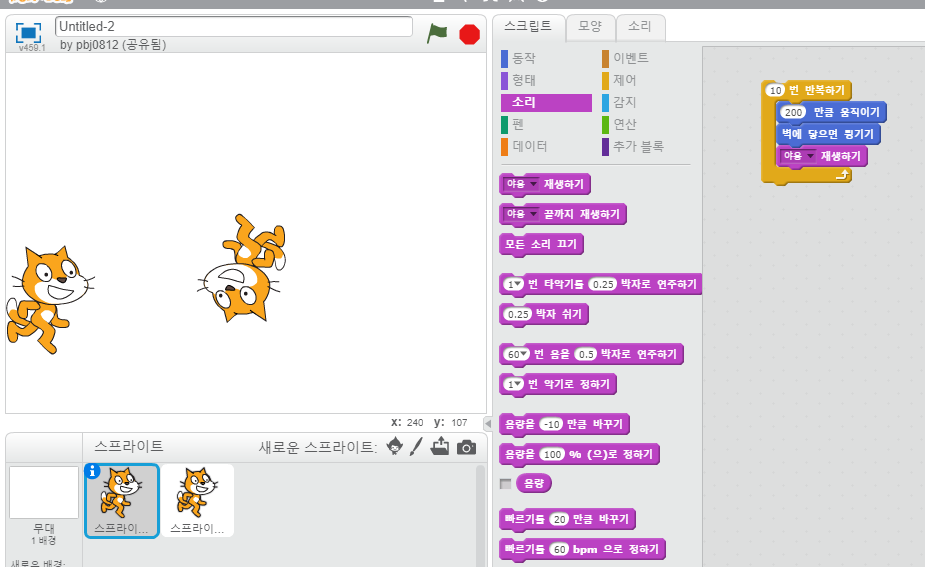 Untitled-2
by pbj0812 (공유됨)
v459.1
x: 240 y: 107
스프라이트
새로운 스프라이트:
스프라이...
스프라이...
무대
1 배경
새로운 배경:
스크립트
모양
소리
동작
이벤트
형태
제어
소리
감지
펜
연산
데이터
추가 블록
야옹 재생하기
야옹 끝까지 재생하기
모든 소리 끄기
1 번 타악기를 0.25 박자로 연주하기
0.25 박자 쉬기
60 번 음을 0.5 박자로 연주하기
1 번 악기로 정하기
음량을 -10 만큼 바꾸기
음량을 100 % (으)로 정하기
음량
빠르기를 20 만큼 바꾸기
빠르기를 60 bpm 으로 정하기
10 번 반복하기
200 만큼 움직이기
벽에 닿으면 튕기기
야옹 재생하기